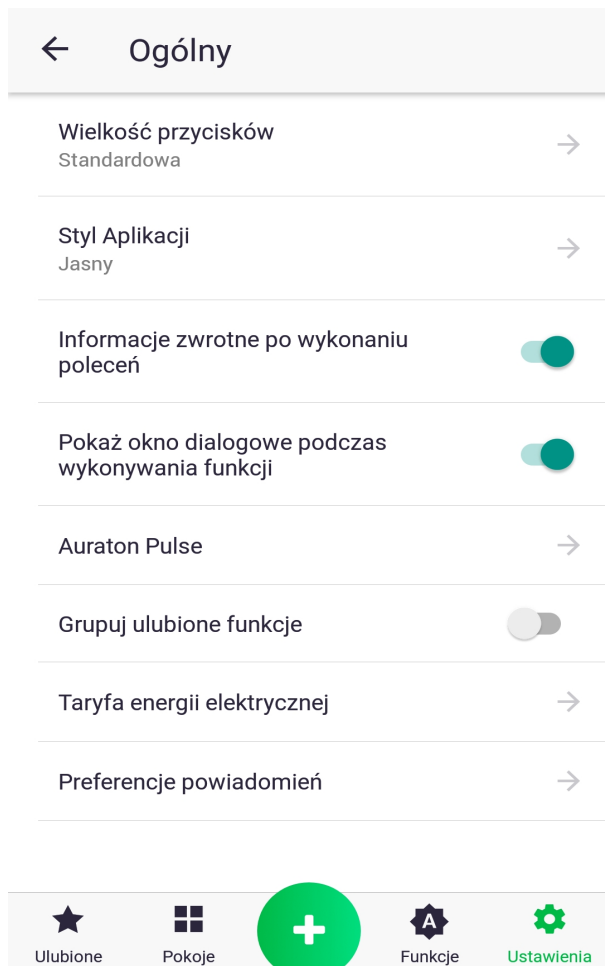 Ogólny
Wielkość przycisków
Standardowa
Styl Aplikacji
Jasny
Informacje zwrotne po wykonaniu
poleceń
Pokaż okno dialogowe podczas
wykonywania funkcji
Auraton Pulse
Grupuj ulubione funkcje
Taryfa energii elektrycznej
Preferencje powiadomień
A
Ulubione Pokoje Funkcje Ustawienia